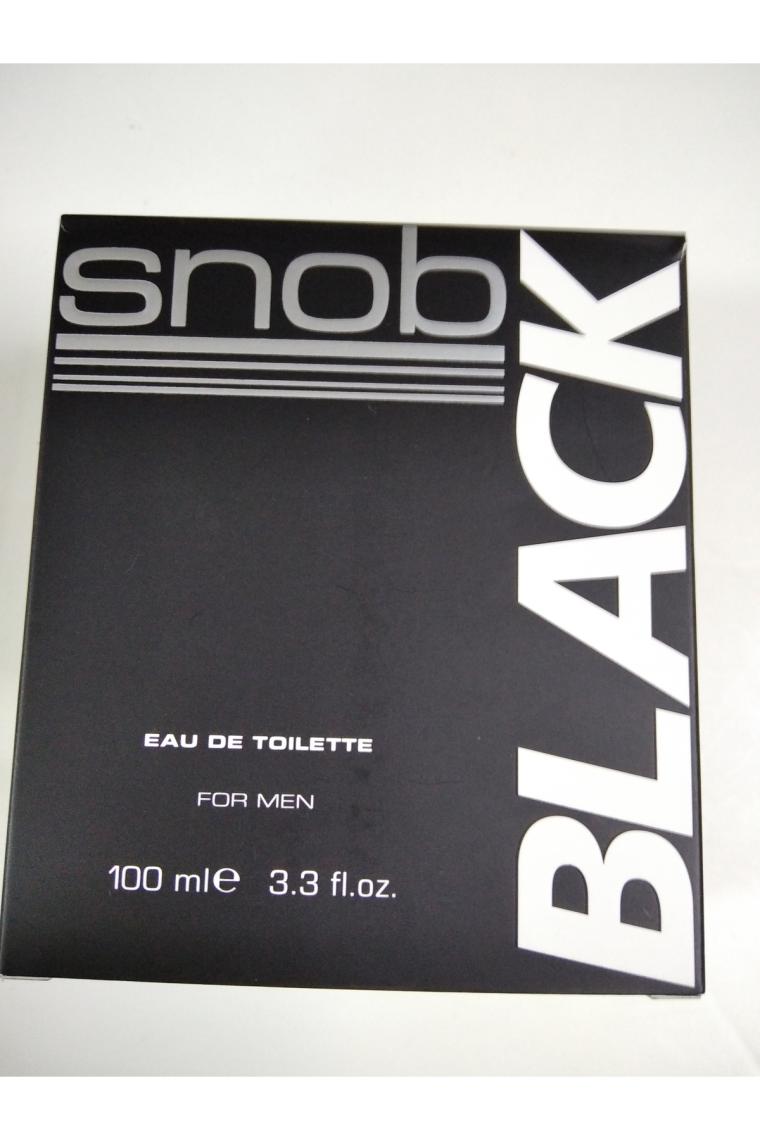 snob
BLACK
EAU DE TOILETTE
FOR MEN
100 ml℮ 3.3 fl.oz.